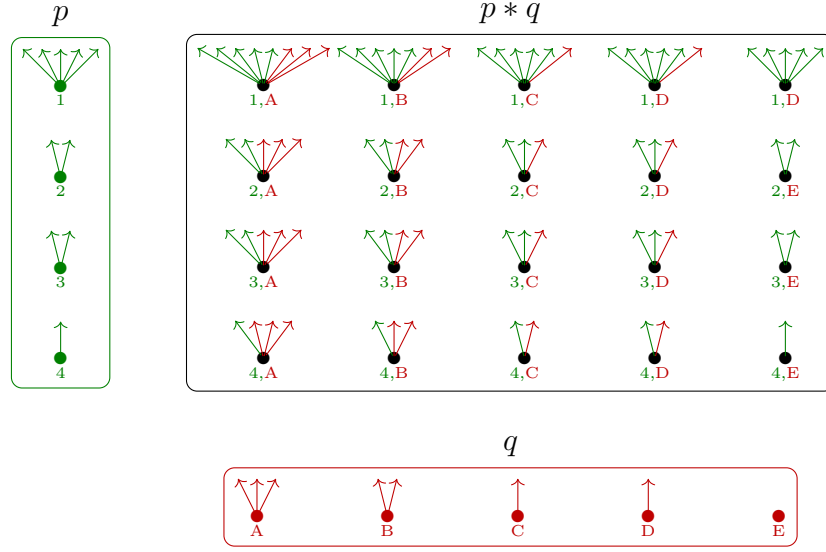 p
p * q
1
1,A 1,B 1,C 1,D 1,D
2
2,A 2,B 2,C 2,D 2,E
3
3,A 3,B 3,C 3,D 3,E
4
4,A 4,B 4,C 4,D 4,E
q
A B C D E